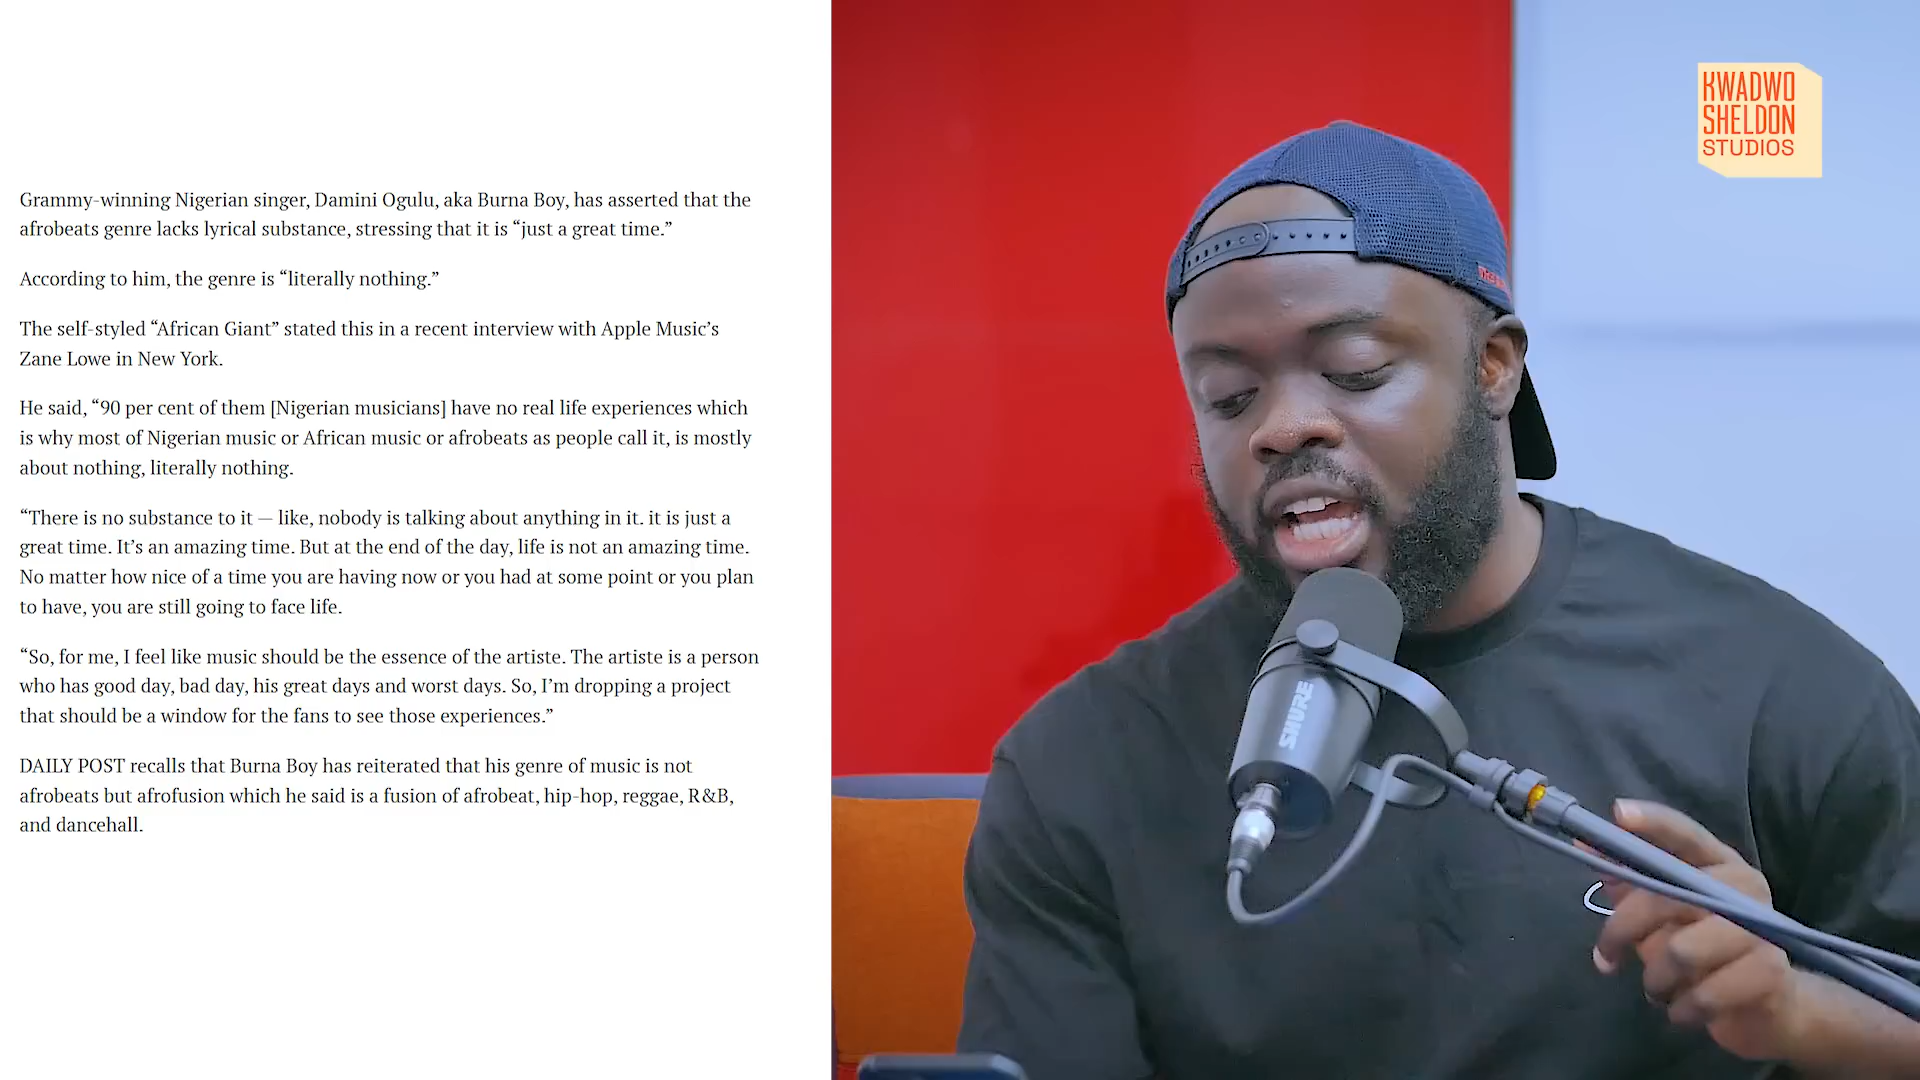 Grammy-winning Nigerian singer, Damini Ogulu, aka Burna Boy, has asserted that the
afrobeats genre lacks lyrical substance, stressing that it is “just a great time.”
According to him, the genre is “literally nothing.”
The self-styled “African Giant” stated this in a recent interview with Apple Music’s
Zane Lowe in New York.
He said, “90 per cent of them [Nigerian musicians] have no real life experiences which
is why most of Nigerian music or African music or afrobeats as people call it, is mostly
about nothing, literally nothing.
“There is no substance to it — like, nobody is talking about anything in it. it is just a
great time. It’s an amazing time. But at the end of the day, life is not an amazing time.
No matter how nice of a time you are having now or you had at some point or you plan
to have, you are still going to face life.
“So, for me, I feel like music should be the essence of the artiste. The artiste is a person
who has good day, bad day, his great days and worst days. So, I’m dropping a project
that should be a window for the fans to see those experiences.”
DAILY POST recalls that Burna Boy has reiterated that his genre of music is not
afrobeats but afrofusion which he said is a fusion of afrobeat, hip-hop, reggae, R&B,
and dancehall.
KWADWO
SHELDON
STUDIOS
SHURE